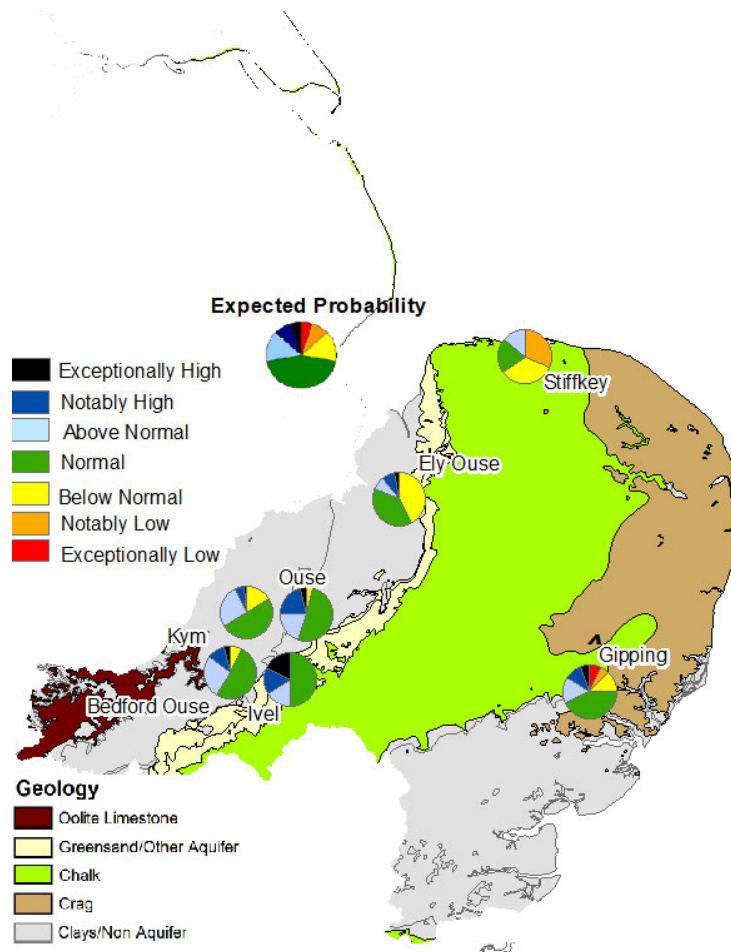 Expected Probability
Exceptionally High
Notably High
Above Normal
Normal
Below Normal
Notably Low
Exceptionally Low
Stiffkey
Ely Ouse
Ouse
Kym
Bedford Ouse
Ivel
Gipping
Geology
Oolite Limestone
Greensand/Other Aquifer
Chalk
Crag
Clays/Non Aquifer